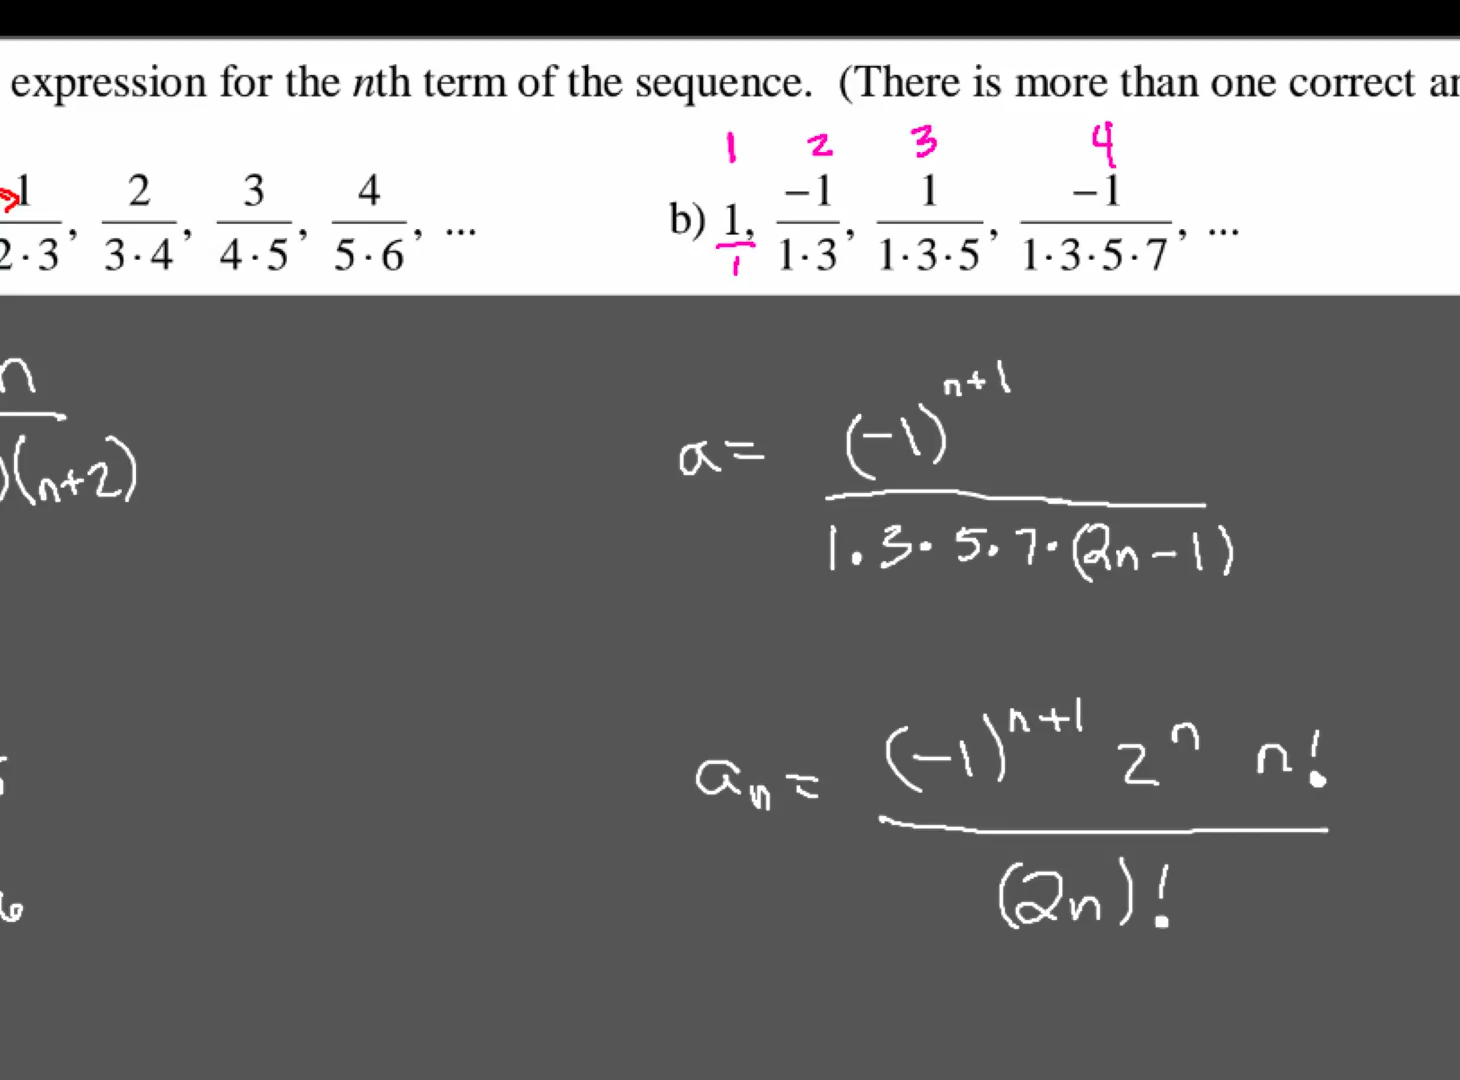 expression for the nth term of the sequence. (There is more than one correct
1 2 3 4
1/2·3, 2/3·4, 3/4·5, 4/5·6, ... b) 1/1, -1/1·3, 1/1·3·5, -1/1·3·5·7, ...
n
(n+2)
a = (-1)^{n+1}
1·3·5·7·(2n-1)
a_n = (-1)^{n+1} 2^n n!
(2n)!